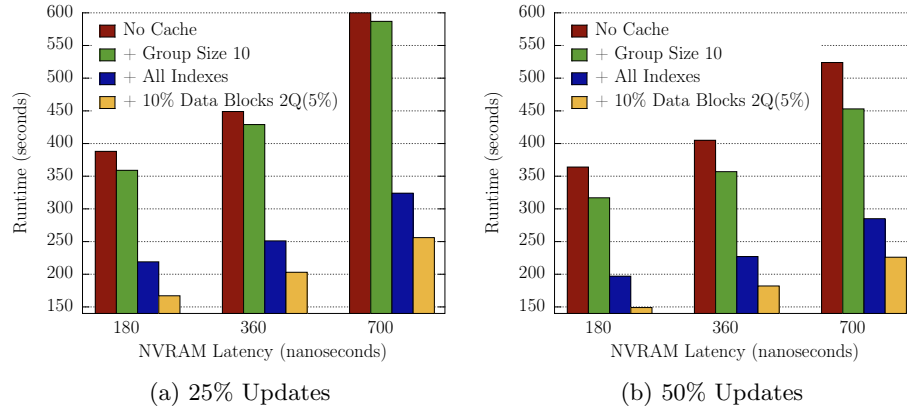 600
550
500
450
400
350
300
250
200
150
Runtime (seconds)
No Cache
+ Group Size 10
+ All Indexes
+ 10% Data Blocks 2Q(5%)
180 360 700
NVRAM Latency (nanoseconds)
(a) 25% Updates
600
550
500
450
400
350
300
250
200
150
Runtime (seconds)
No Cache
+ Group Size 10
+ All Indexes
+ 10% Data Blocks 2Q(5%)
180 360 700
NVRAM Latency (nanoseconds)
(b) 50% Updates